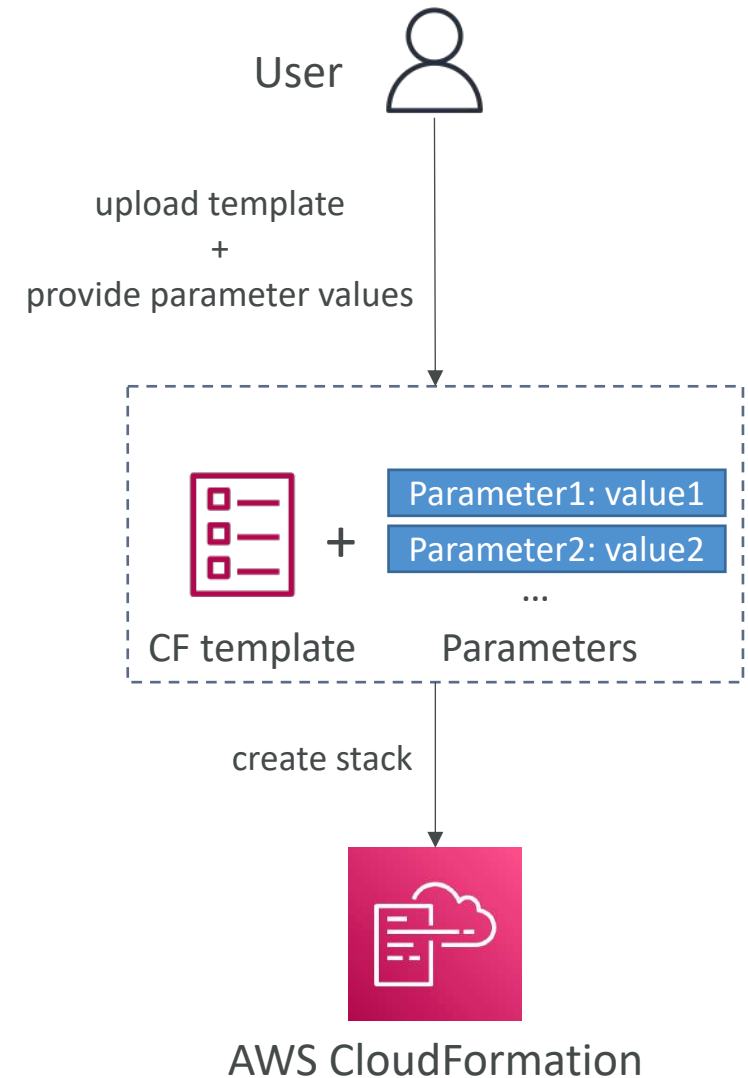 User
upload template
+
provide parameter values
Parameter1: value1
+
Parameter2: value2
...
CF template
Parameters
create stack
AWS CloudFormation